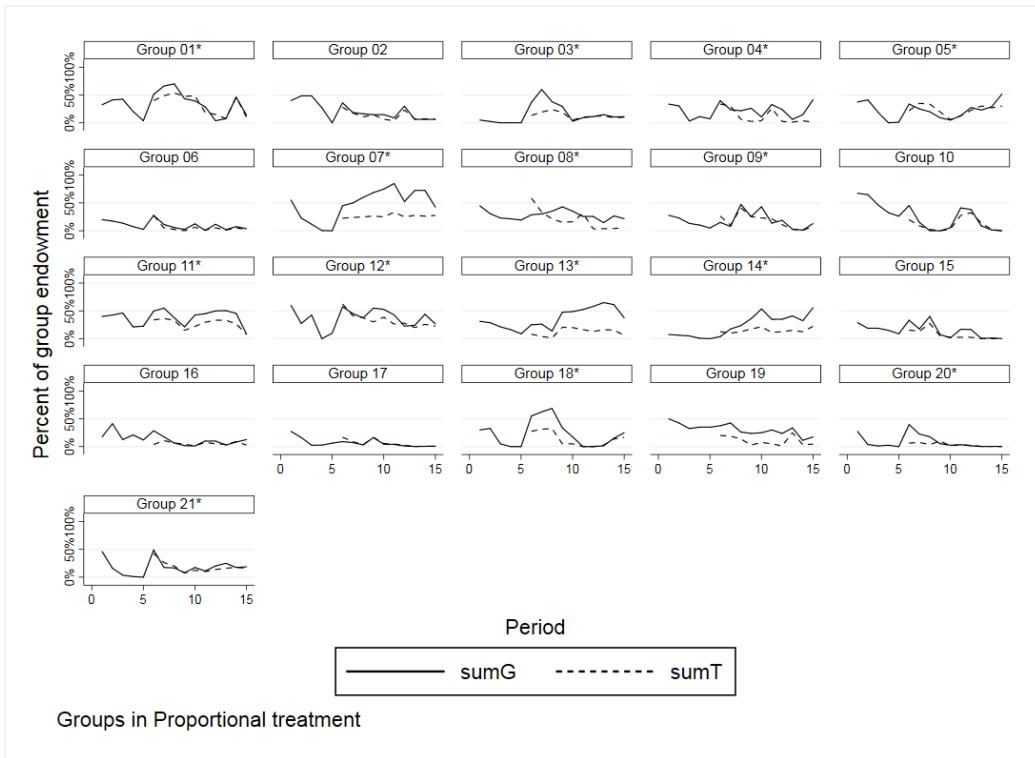 Group 01*
Group 02
Group 03*
Group 04*
Group 05*
0% 50% 100%
Group 06
Group 07*
Group 08*
Group 09*
Group 10
0% 50% 100%
Group 11*
Group 12*
Group 13*
Group 14*
Group 15
0% 50% 100%
Group 16
Group 17
Group 18*
Group 19
Group 20*
0% 50% 100%
0 5 10 15
0 5 10 15
0 5 10 15
0 5 10 15
Group 21*
0% 50% 100%
0 5 10 15
Percent of group endowment
Period
sumG
sumT
Groups in Proportional treatment